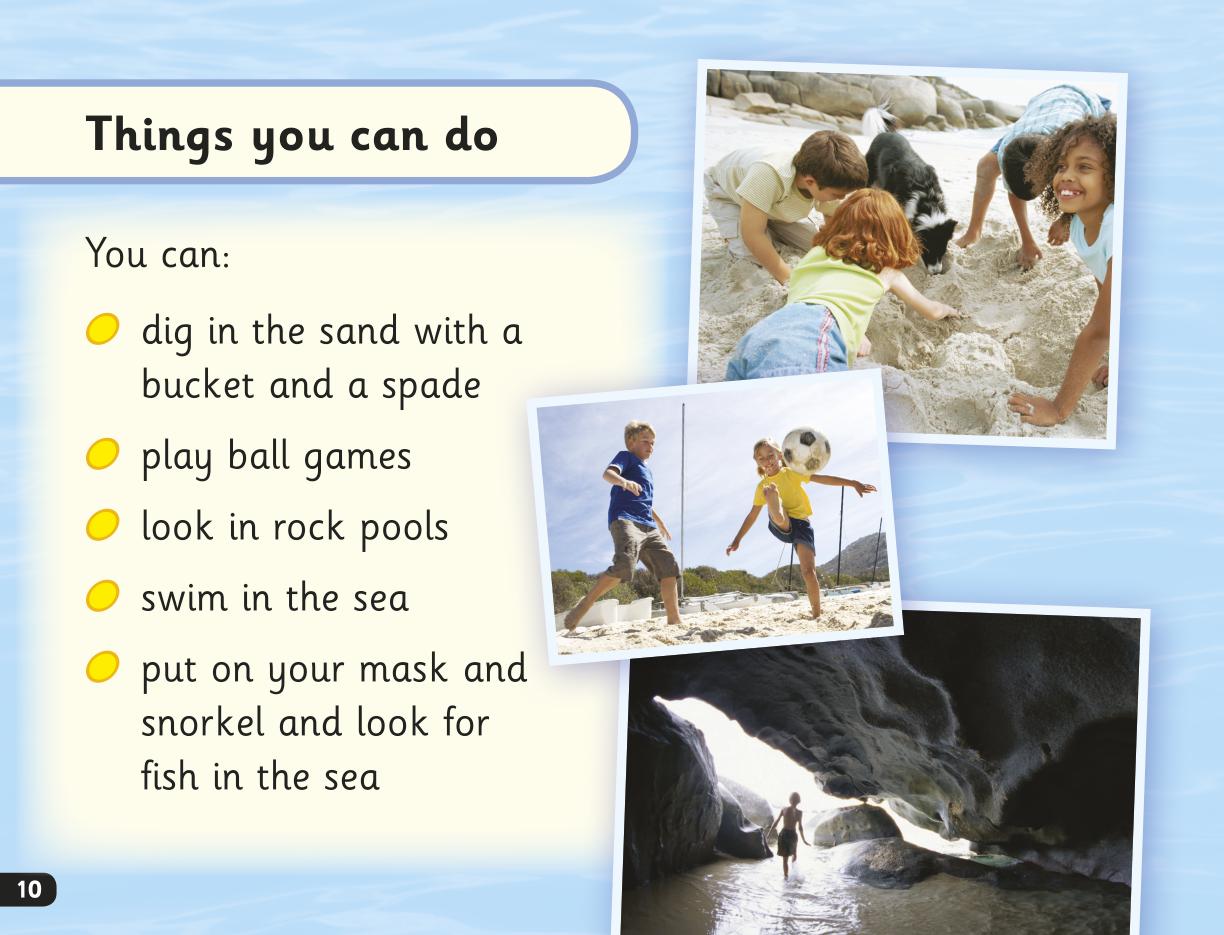 Things you can do
You can:
dig in the sand with a
bucket and a spade
play ball games
look in rock pools
swim in the sea
put on your mask and
snorkel and look for
fish in the sea
10